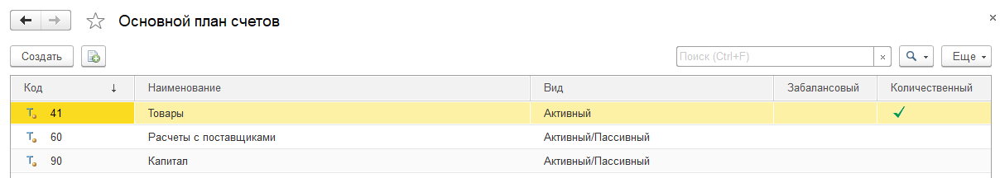 Основной план счетов
Создать Поиск (Ctrl+F) Еще
Код Наименование Вид Забалансовый Количественный
41 Товары Активный
60 Расчеты с поставщиками Активный/Пассивный
90 Капитал Активный/Пассивный